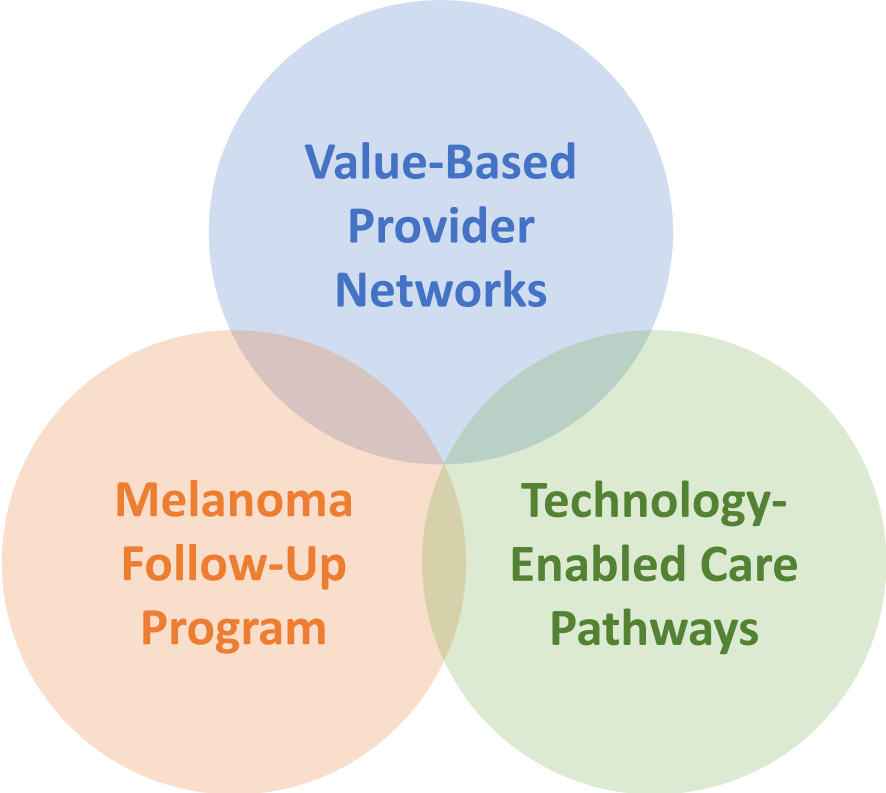 Value-Based
Provider
Networks
Melanoma
Follow-Up
Program
Technology-
Enabled Care
Pathways